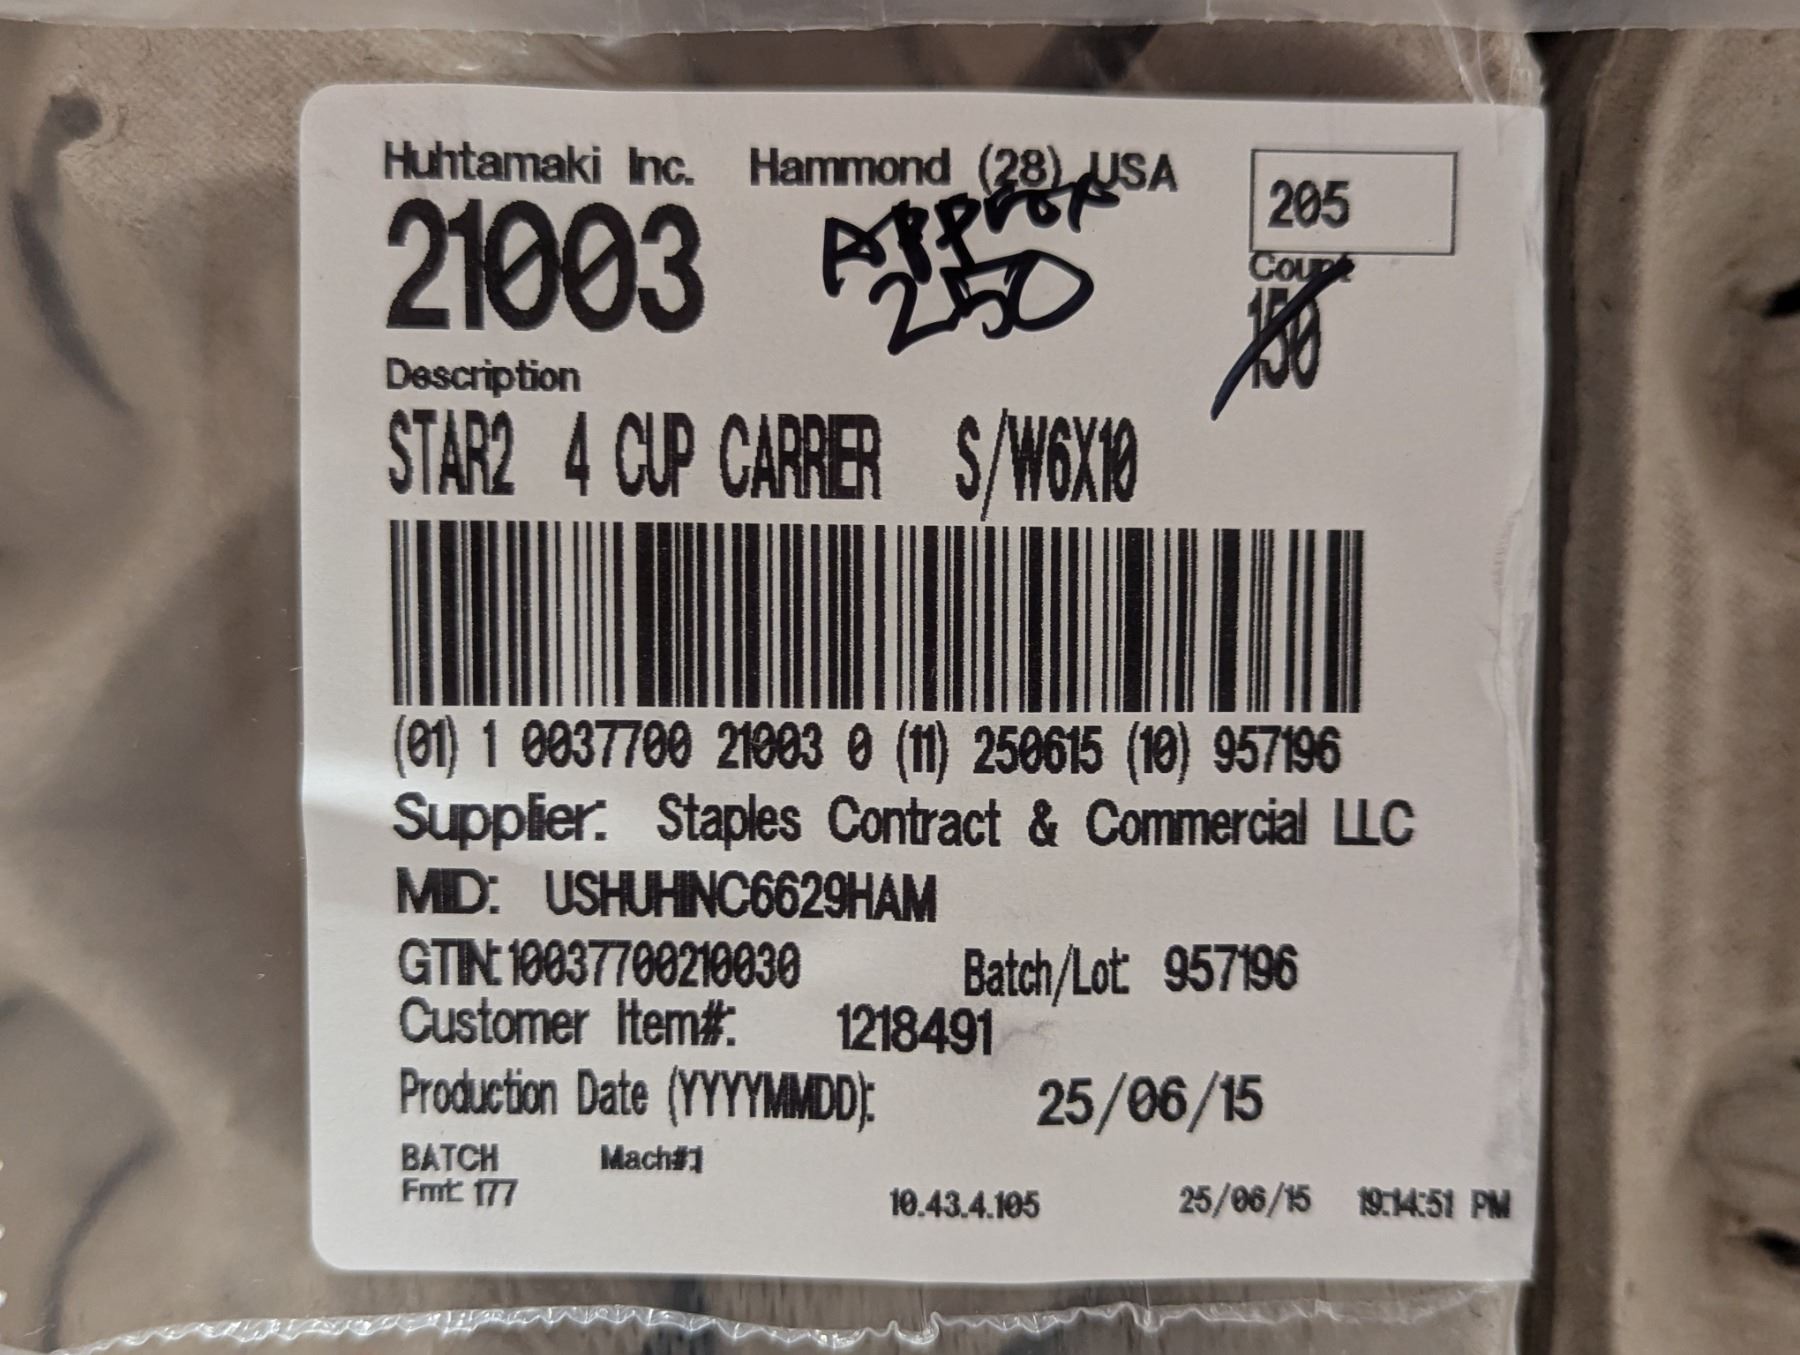 Huhtamaki Inc. Hammond (28) USA
205
21003
Approx
250
Count
150
Description
STAR2 4 CUP CARRIER S/W6X10
(01) 1 0037700 21003 0 (11) 250615 (10) 957196
Supplier: Staples Contract & Commercial LLC
MID: USHUHINC6629HAM
GTIN:10037700210030 Batch/Lot: 957196
Customer Item#: 1218491
Production Date (YYYYMMDD): 25/06/15
BATCH Mach#:1
Fmt: 177
10.43.4.105 25/06/15 19:14:51 PM